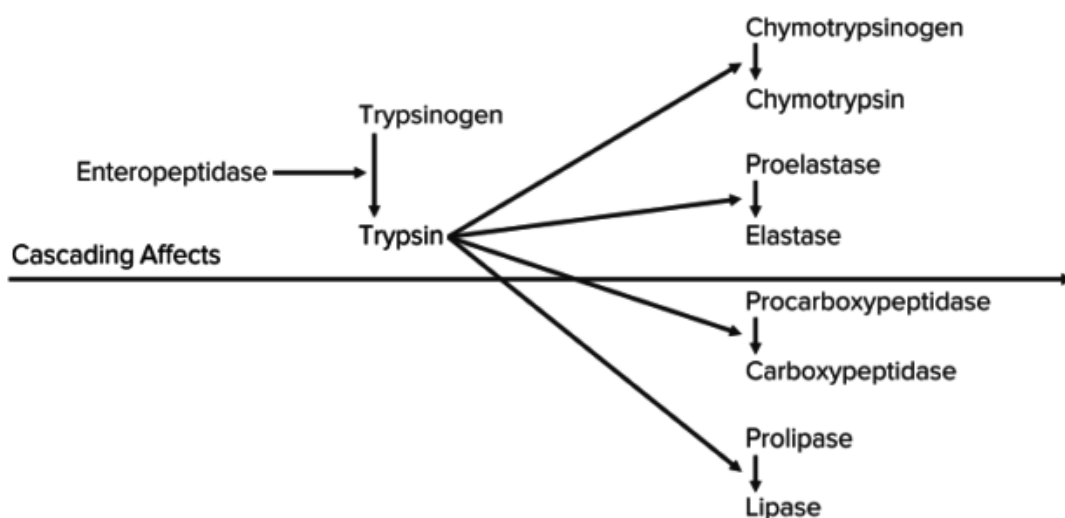 Chymotrypsinogen
Chymotrypsin
Trypsinogen
Enteropeptidase
Trypsin
Proelastase
Elastase
Cascading Affects
Procarboxypeptidase
Carboxypeptidase
Prolipase
Lipase